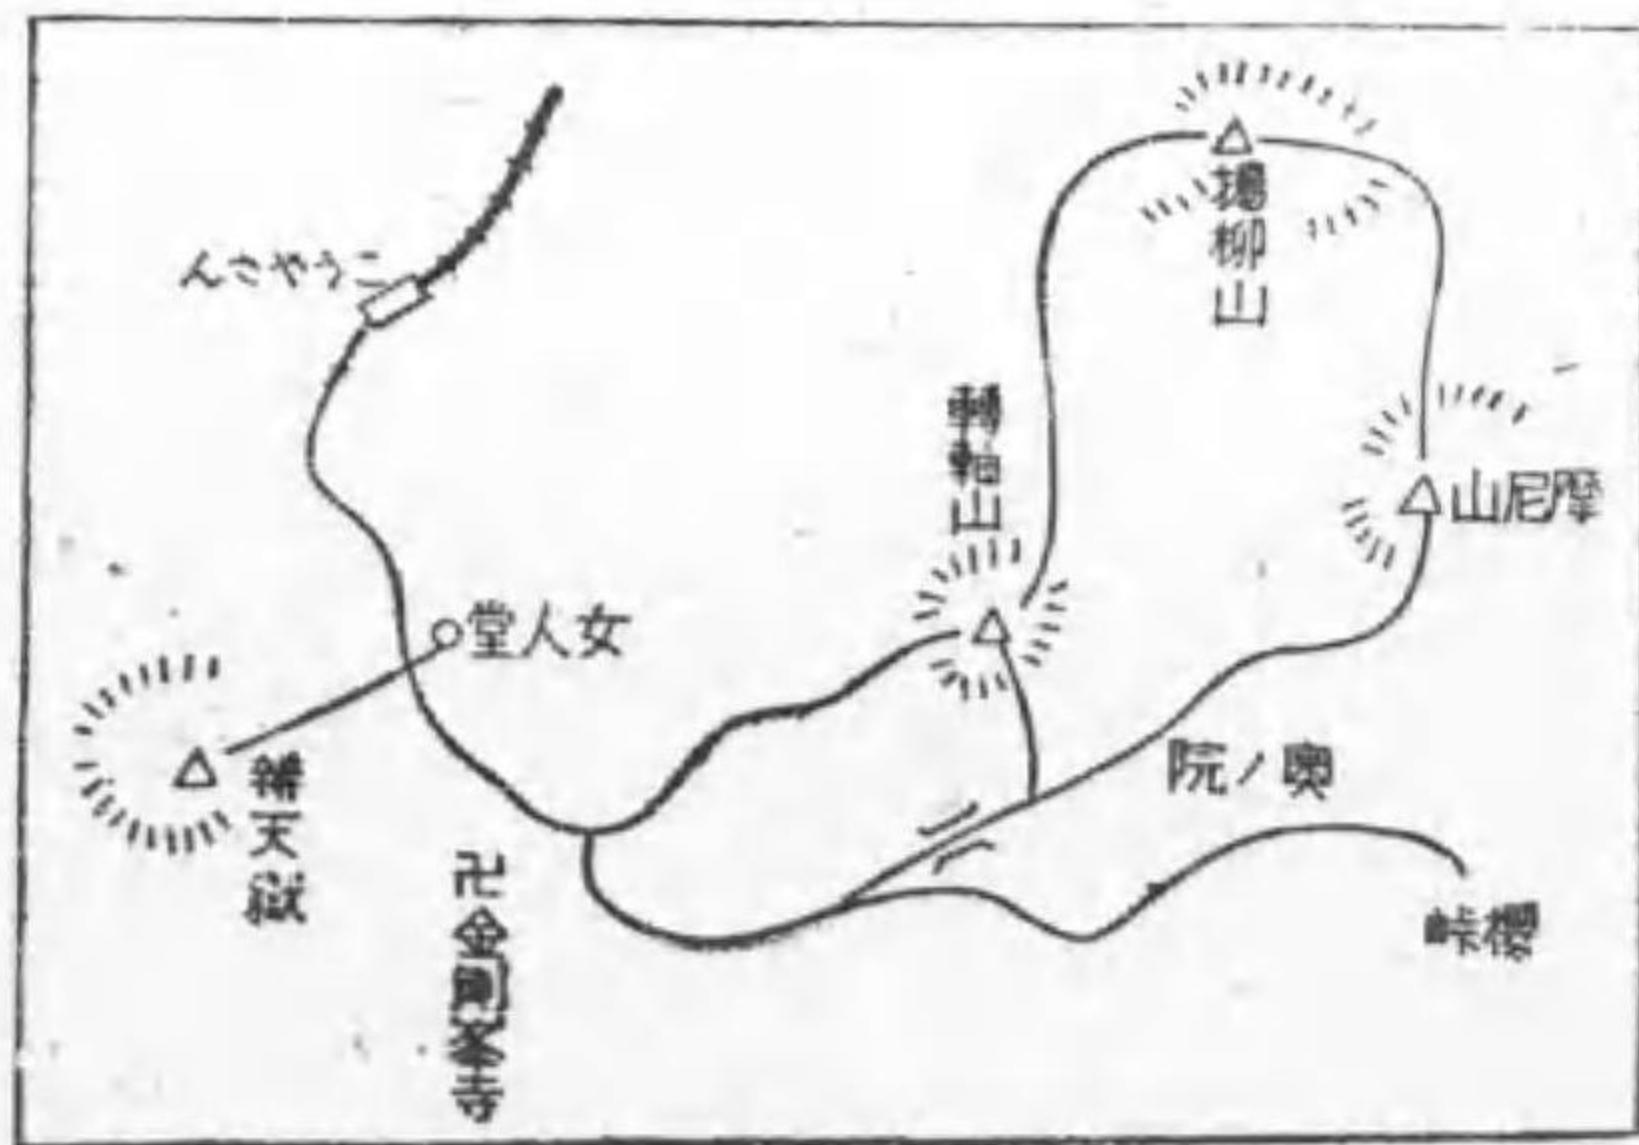 楊柳山
こうやさん
轉軸山
摩尼山
女人堂
奥ノ院
辨天嶽
卍金剛峯寺
櫻峠